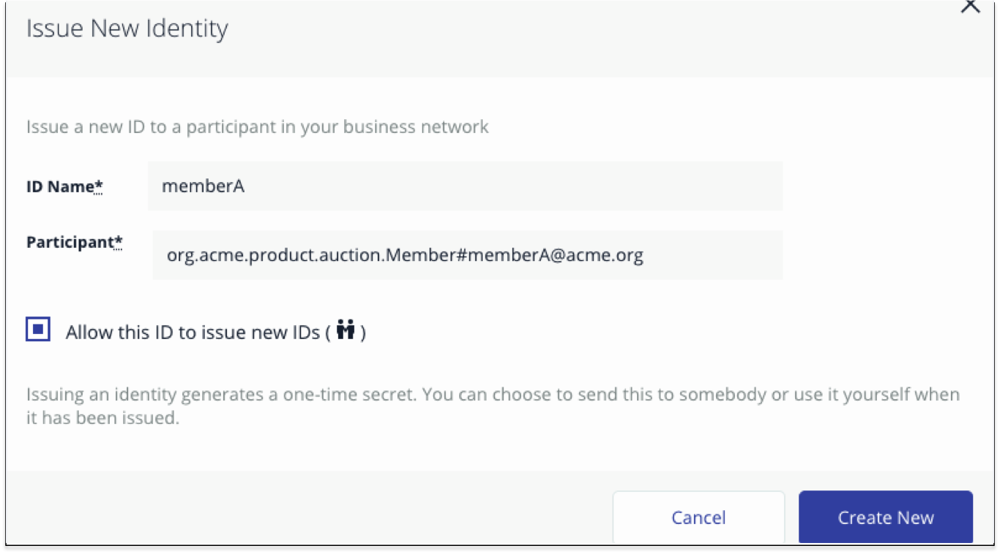 Issue New Identity
Issue a new ID to a participant in your business network
ID Name* memberA
Participant* org.acme.product.auction.Member#memberA@acme.org
Allow this ID to issue new IDs ( )
Issuing an identity generates a one-time secret. You can choose to send this to somebody or use it yourself when
it has been issued.
Cancel Create New